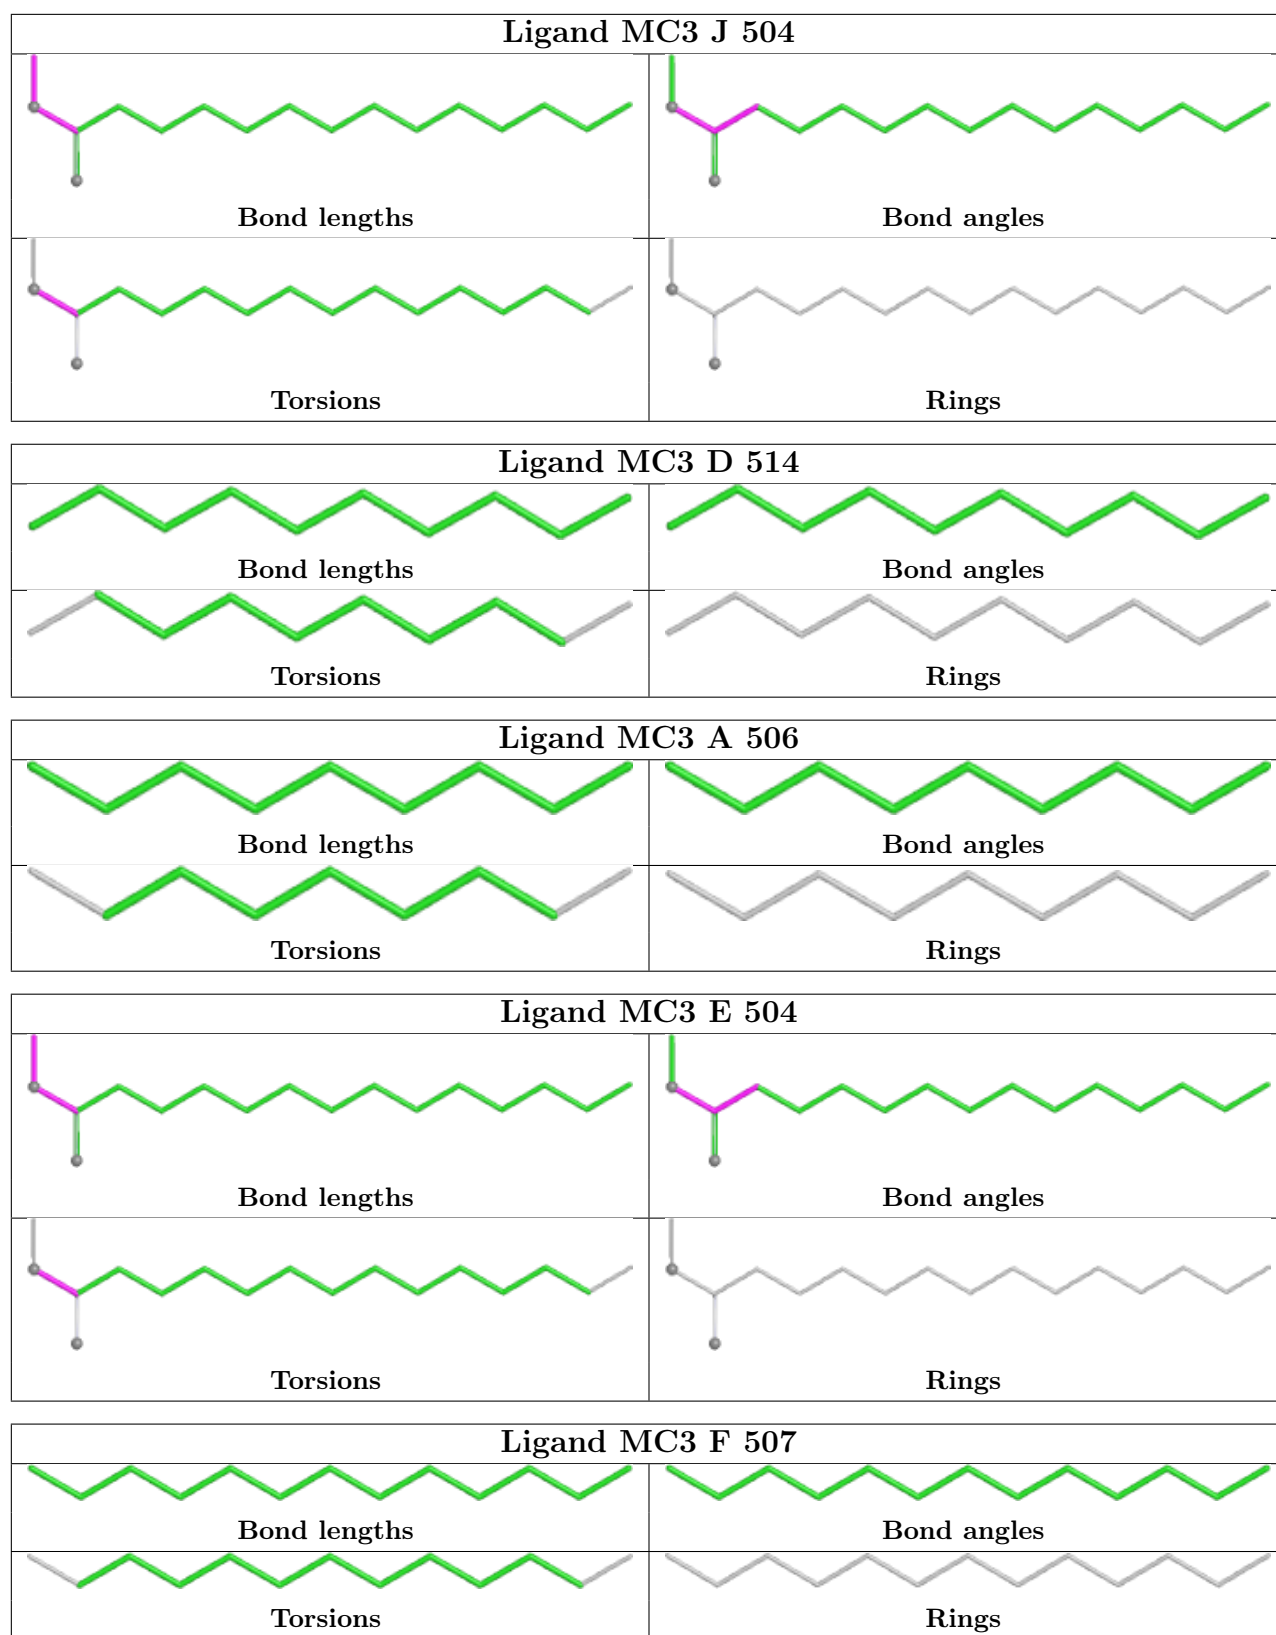 Ligand MC3 J 504
Bond lengths Bond angles
Torsions Rings
Ligand MC3 D 514
Bond lengths Bond angles
Torsions Rings
Ligand MC3 A 506
Bond lengths Bond angles
Torsions Rings
Ligand MC3 E 504
Bond lengths Bond angles
Torsions Rings
Ligand MC3 F 507
Bond lengths Bond angles
Torsions Rings